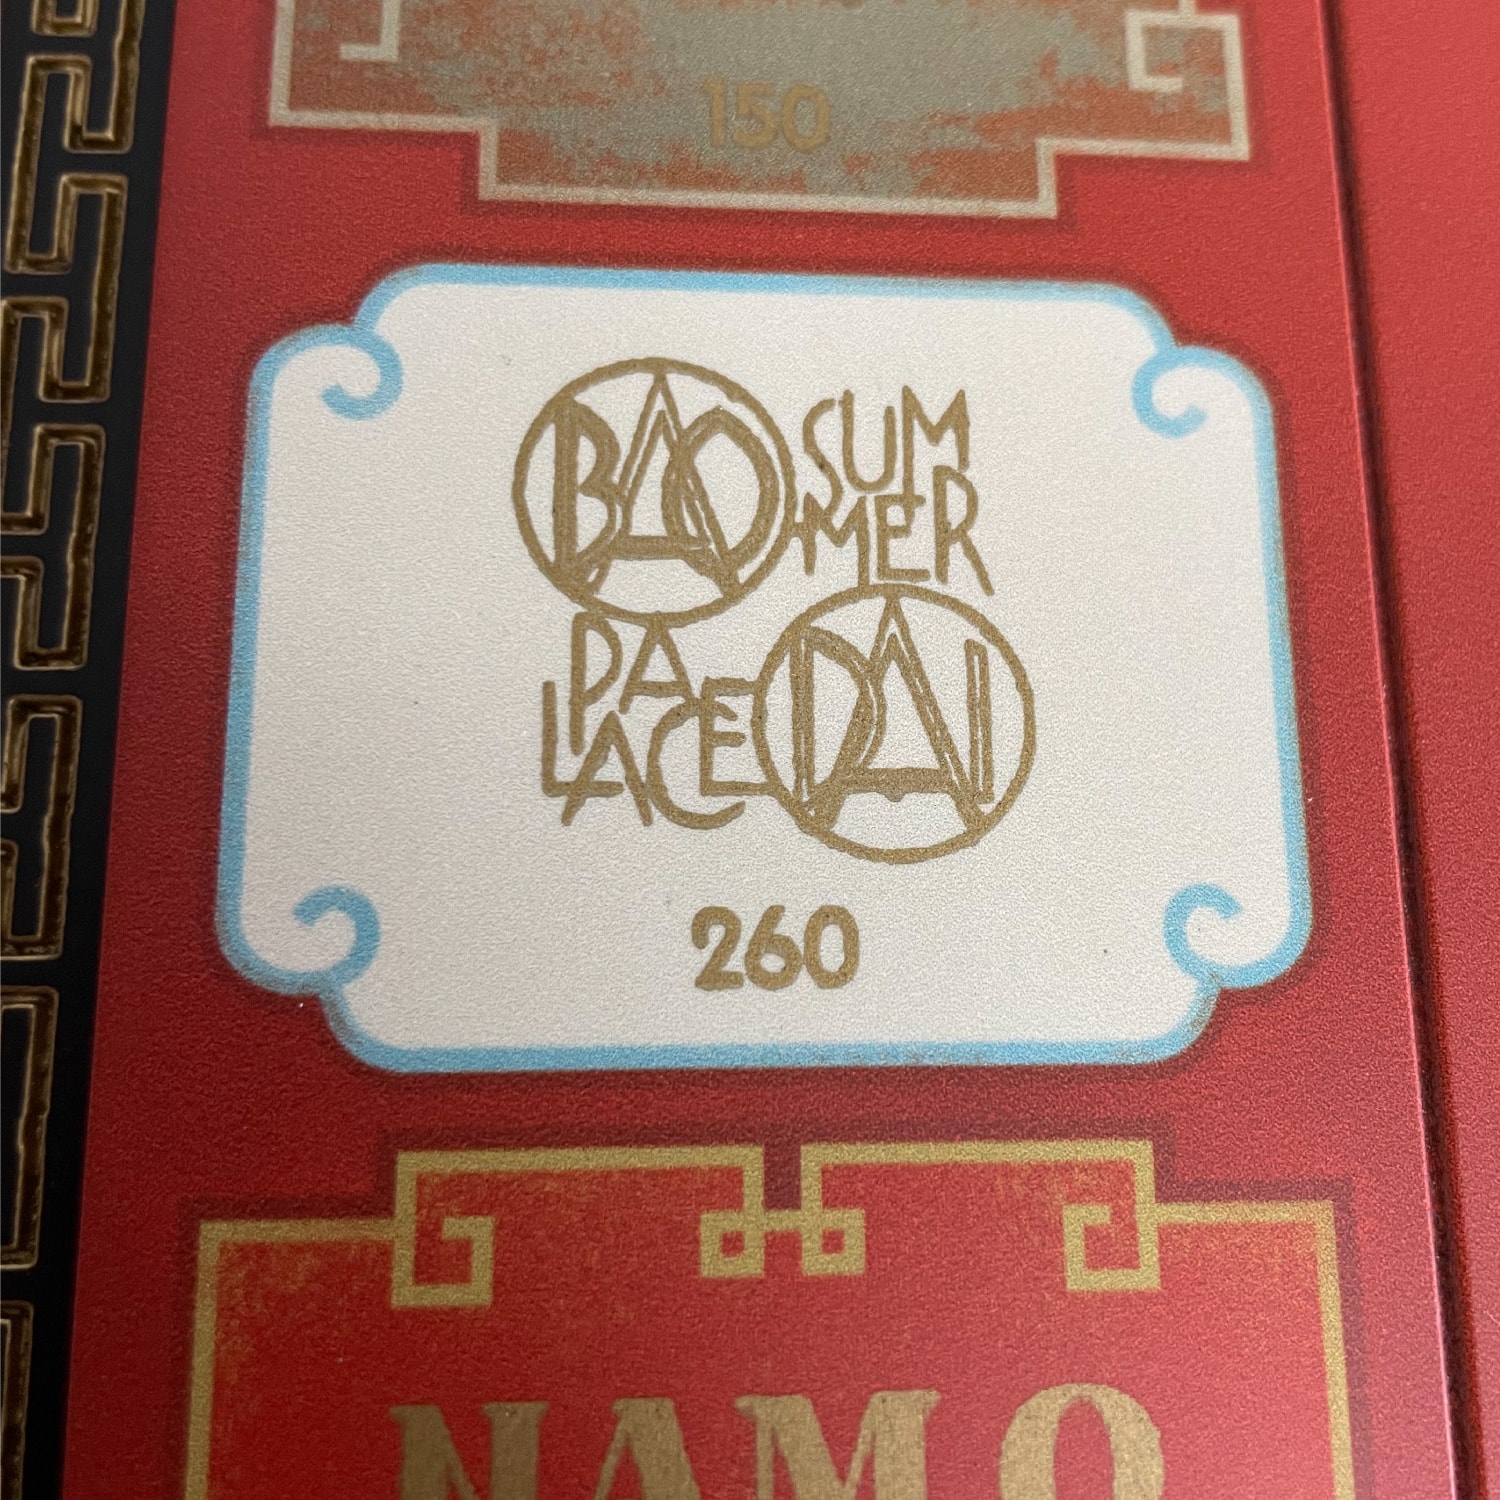 150
BAO SUM
MER
PA
LACE DAI
260
NAMO